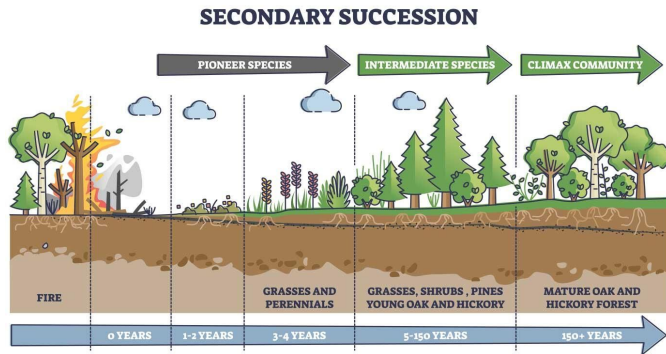 SECONDARY SUCCESSION
PIONEER SPECIES
INTERMEDIATE SPECIES
CLIMAX COMMUNITY
FIRE
GRASSES AND
PERENNIALS
GRASSES, SHRUBS , PINES
YOUNG OAK AND HICKORY
MATURE OAK AND
HICKORY FOREST
0 YEARS
1-2 YEARS
3-4 YEARS
5-150 YEARS
150+ YEARS